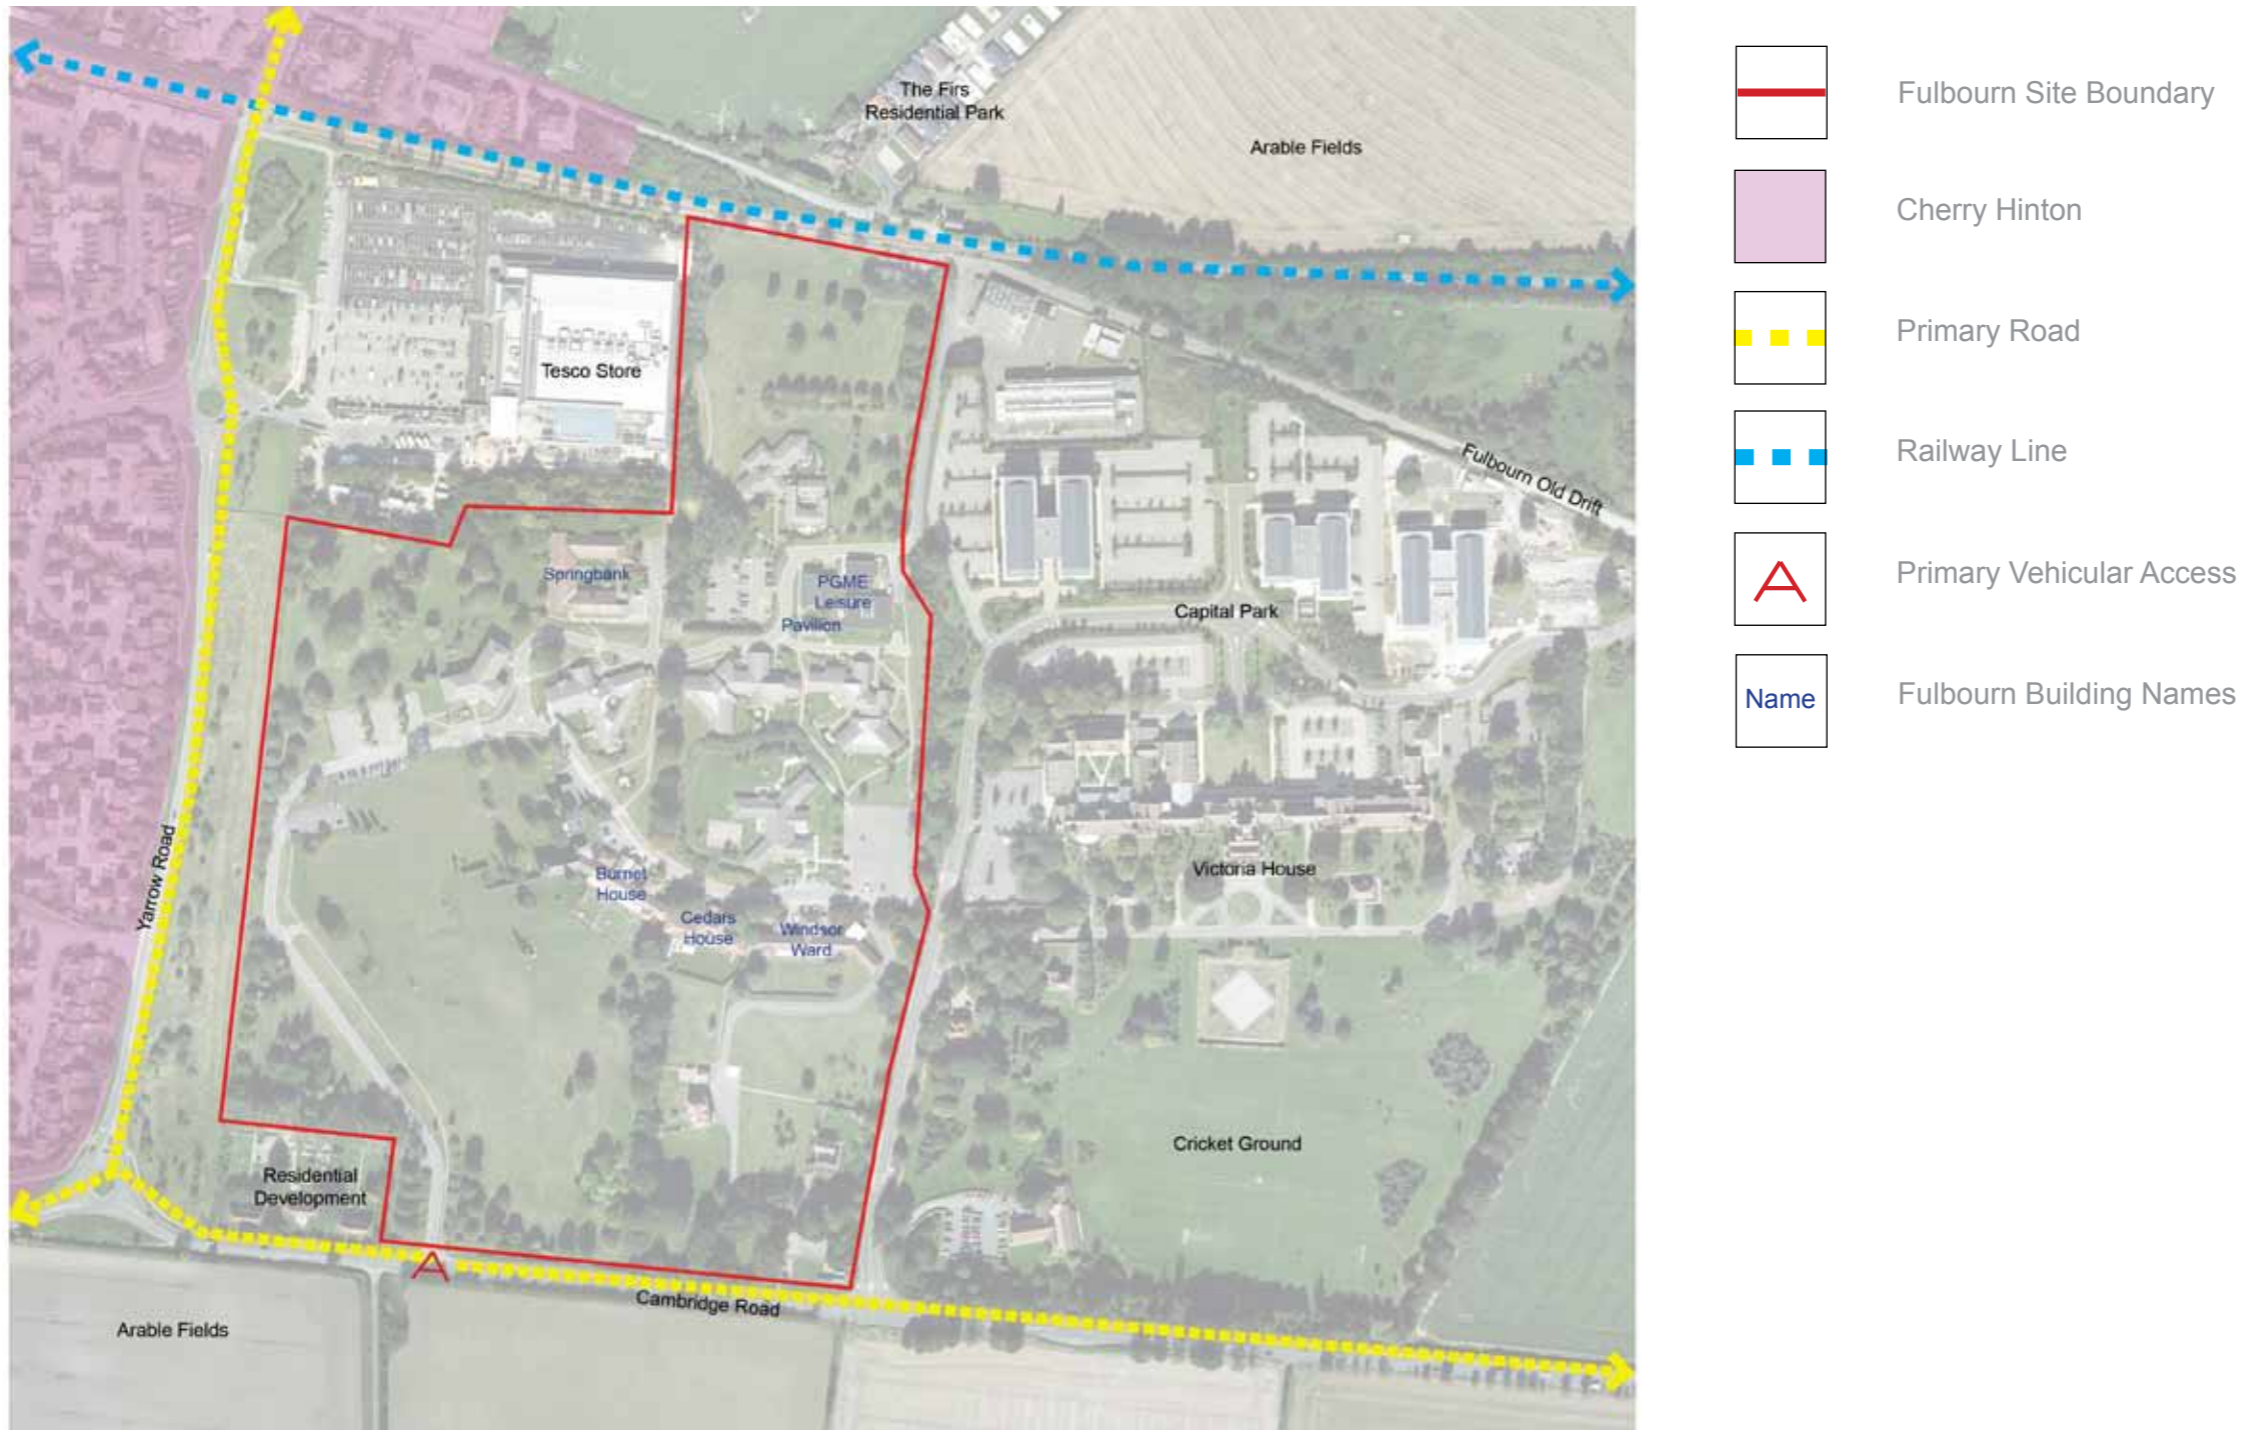 The Firs
Residential Park
Arable Fields
Tesco Store
Fulbourn Old Drift
Springbank
PGME
Leisure
Pavilion
Capital Park
Yarrow Road
Burnet
House
Cedars
House
Windsor
Ward
Victoria House
Cricket Ground
Residential
Development
Cambridge Road
Arable Fields
Fulbourn Site Boundary
Cherry Hinton
Primary Road
Railway Line
Primary Vehicular Access
Name
Fulbourn Building Names